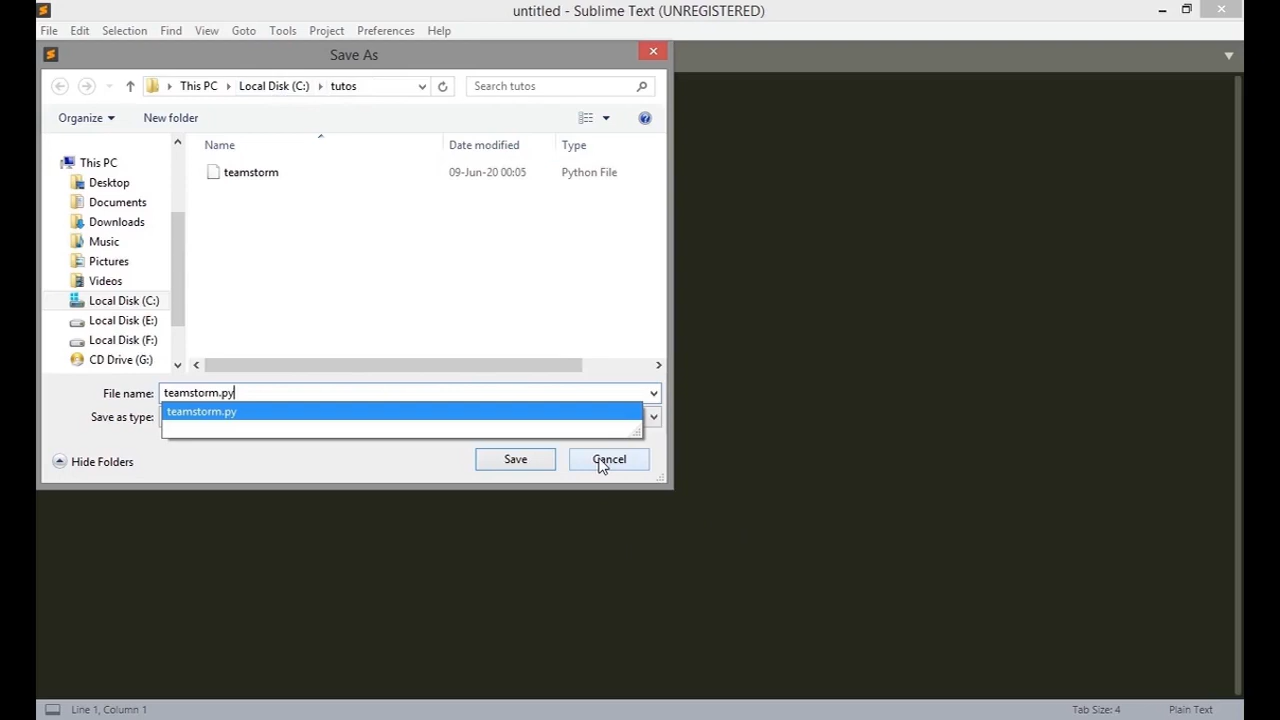 untitled - Sublime Text (UNREGISTERED)
File Edit Selection Find View Goto Tools Project Preferences Help
Save As
This PC Local Disk (C:) tutos Search tutos
Organize New folder
Name Date modified Type
teamstorm 09-Jun-20 00:05 Python File
This PC
Desktop
Documents
Downloads
Music
Pictures
Videos
Local Disk (C:)
Local Disk (E:)
Local Disk (F:)
CD Drive (G:)
File name: teamstorm.py
teamstorm.py
Save as type:
Hide Folders Save Cancel
Line 1, Column 1 Tab Size: 4 Plain Text